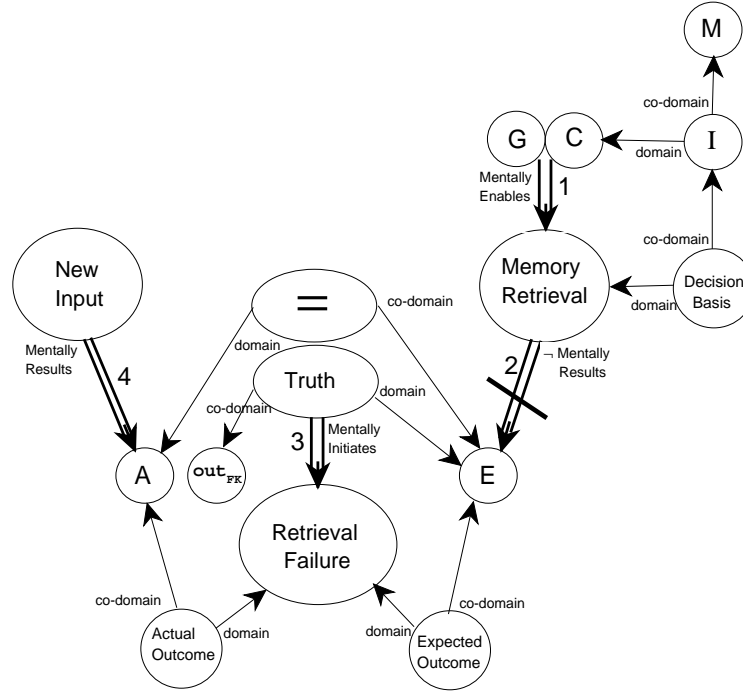 M
co-domain
G
C
domain
I
Mentally
Enables
1
co-domain
New
Input
Memory
Retrieval
Decision
Basis
domain
=
co-domain
domain
Mentally
Results
4
2
¬ Mentally
Results
Truth
domain
co-domain
3
Mentally
Initiates
A
out FK
E
Retrieval
Failure
co-domain
co-domain
Actual
Outcome
domain
domain
Expected
Outcome